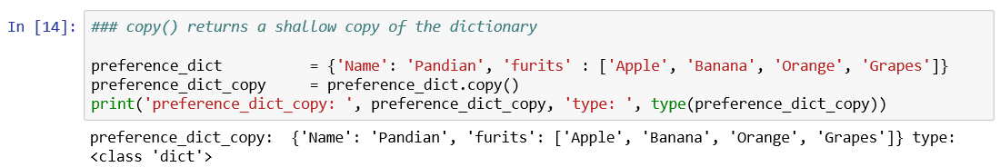 In [14]: ### copy() returns a shallow copy of the dictionary
preference_dict = {'Name': 'Pandian', 'furits' : ['Apple', 'Banana', 'Orange', 'Grapes']}
preference_dict_copy = preference_dict.copy()
print('preference_dict_copy: ', preference_dict_copy, 'type: ', type(preference_dict_copy))
preference_dict_copy:  {'Name': 'Pandian', 'furits': ['Apple', 'Banana', 'Orange', 'Grapes']} type:
<class 'dict'>